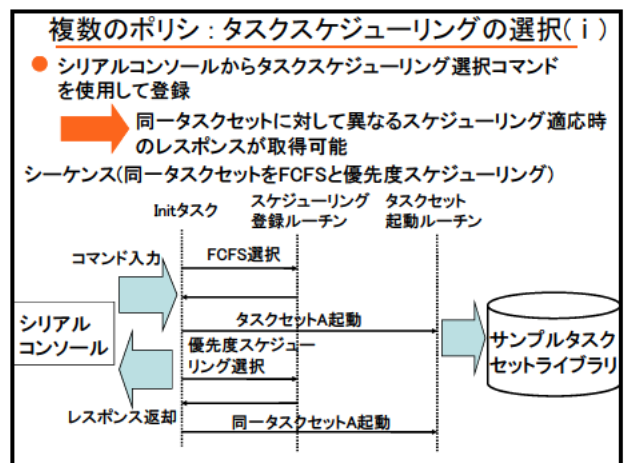 複数のポリシ：タスクスケジューリングの選択(ｉ)
シリアルコンソールからタスクスケジューリング選択コマンド
を使用して登録
同一タスクセットに対して異なるスケジューリング適応時
のレスポンスが取得可能
シーケンス(同一タスクセットをFCFSと優先度スケジューリング)
Initタスク
スケジューリング
登録ルーチン
タスクセット
起動ルーチン
コマンド入力
FCFS選択
シリアル
コンソール
タスクセットA起動
優先度スケジュー
リング選択
サンプルタスク
セットライブラリ
レスポンス返却
同一タスクセットA起動